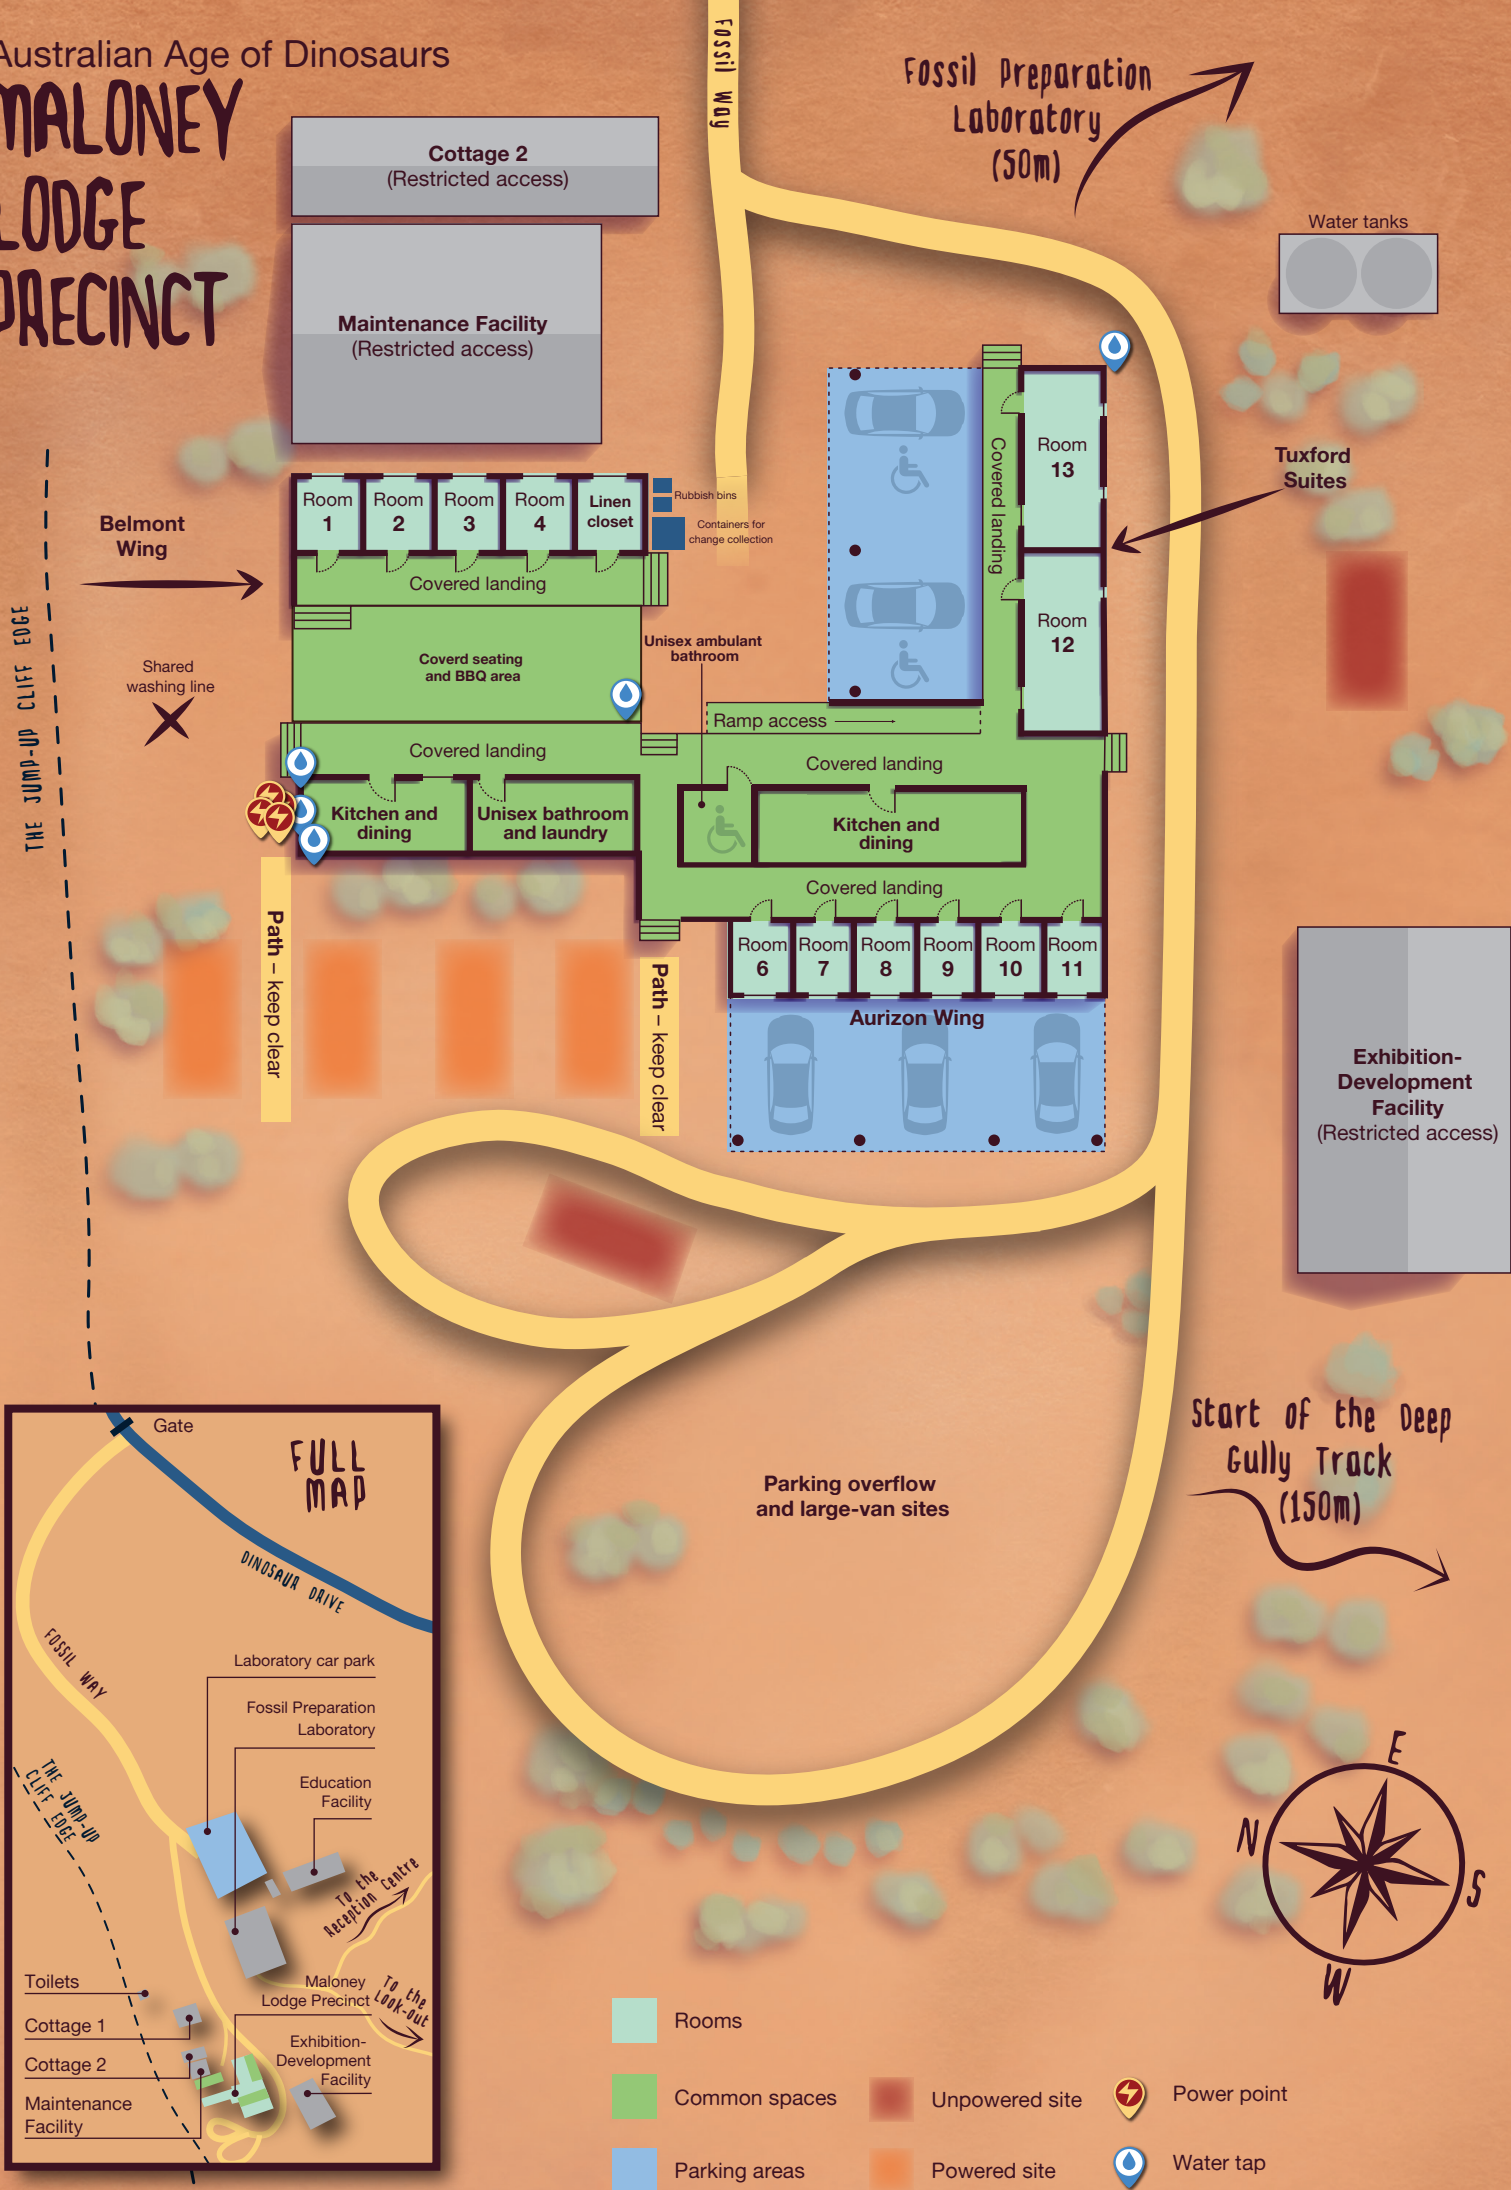 Australian Age of Dinosaurs
MALONEY
LODGE
PRECINCT
Fossil Way
Fossil Preparation
Laboratory
(50m)
Cottage 2
(Restricted access)
Maintenance Facility
(Restricted access)
Water tanks
Tuxford
Suites
Belmont
Wing
THE JUMP-UP CLIFF EDGE
Shared
washing line
Room
1
Room
2
Room
3
Room
4
Linen
closet
Rubbish bins
Containers for
change collection
Covered landing
Coverd seating
and BBQ area
Covered landing
Kitchen and
dining
Unisex bathroom
and laundry
Unisex ambulant
bathroom
Ramp access
Covered landing
Room
13
Room
12
Covered landing
Kitchen and
dining
Covered landing
Room
6
Room
7
Room
8
Room
9
Room
10
Room
11
Aurizon Wing
Path – keep clear
Path – keep clear
Exhibition-
Development
Facility
(Restricted access)
Parking overflow
and large-van sites
Start of the Deep
Gully Track
(150m)
E
N
S
W
FULL
MAP
Gate
DINOSAUR DRIVE
FOSSIL WAY
Laboratory car park
Fossil Preparation
Laboratory
Education
Facility
THE JUMP-UP
CLIFF EDGE
To the
Reception Centre
Toilets
Cottage 1
Cottage 2
Maintenance
Facility
Maloney
Lodge Precinct
To the
Look-out
Exhibition-
Development
Facility
Rooms
Common spaces
Parking areas
Unpowered site
Powered site
Power point
Water tap